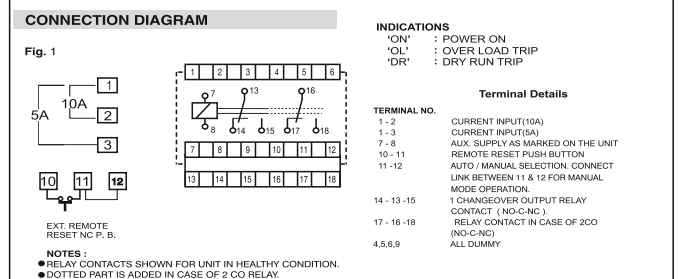 CONNECTION DIAGRAM
Fig. 1
1
10A
5A
2
3
10 11 12
EXT. REMOTE
RESET NC P. B.
1 2 3 4 5 6
7 13 16
8 14 15 17 18
7 8 9 10 11 12
13 14 15 16 17 18
NOTES :
● RELAY CONTACTS SHOWN FOR UNIT IN HEALTHY CONDITION.
● DOTTED PART IS ADDED IN CASE OF 2 CO RELAY.
INDICATIONS
'ON' : POWER ON
'OL' : OVER LOAD TRIP
'DR' : DRY RUN TRIP
Terminal Details
TERMINAL NO.
1 - 2 CURRENT INPUT(10A)
1 - 3 CURRENT INPUT(5A)
7 - 8 AUX. SUPPLY AS MARKED ON THE UNIT
10 - 11 REMOTE RESET PUSH BUTTON
11 -12 AUTO / MANUAL SELECTION. CONNECT
LINK BETWEEN 11 & 12 FOR MANUAL
MODE OPERATION.
14 - 13 -15 1 CHANGEOVER OUTPUT RELAY
CONTACT ( NO-C-NC ).
17 - 16 -18 RELAY CONTACT IN CASE OF 2CO
(NO-C-NC)
4,5,6,9 ALL DUMMY